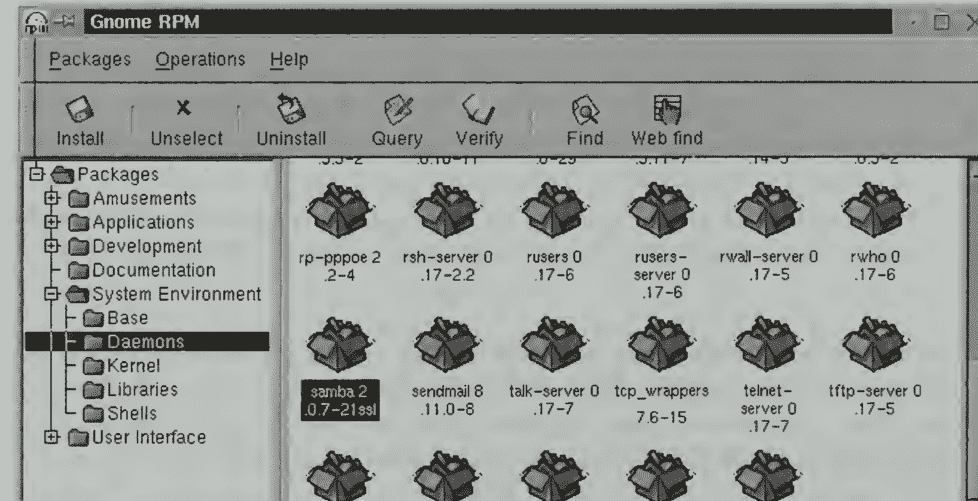 rpm
Gnome RPM
Packages Operations Help
Install Unselect Uninstall Query Verify Find Web find
Packages
Amusements
Applications
Development
Documentation
System Environment
Base
Daemons
Kernel
Libraries
Shells
User Interface
rp-pppoe 2 rsh-server 0 rusers 0 rusers- rwall-server 0 rwho 0
.2-4 .17-2.2 .17-6 server 0 .17-5 .17-6
.17-6
samba 2 sendmail 8 talk-server 0 tcp_wrappers telnet- tftp-server 0
.0.7-21ssl .11.0-8 .17-7 7.6-15 server 0 .17-5
.17-7